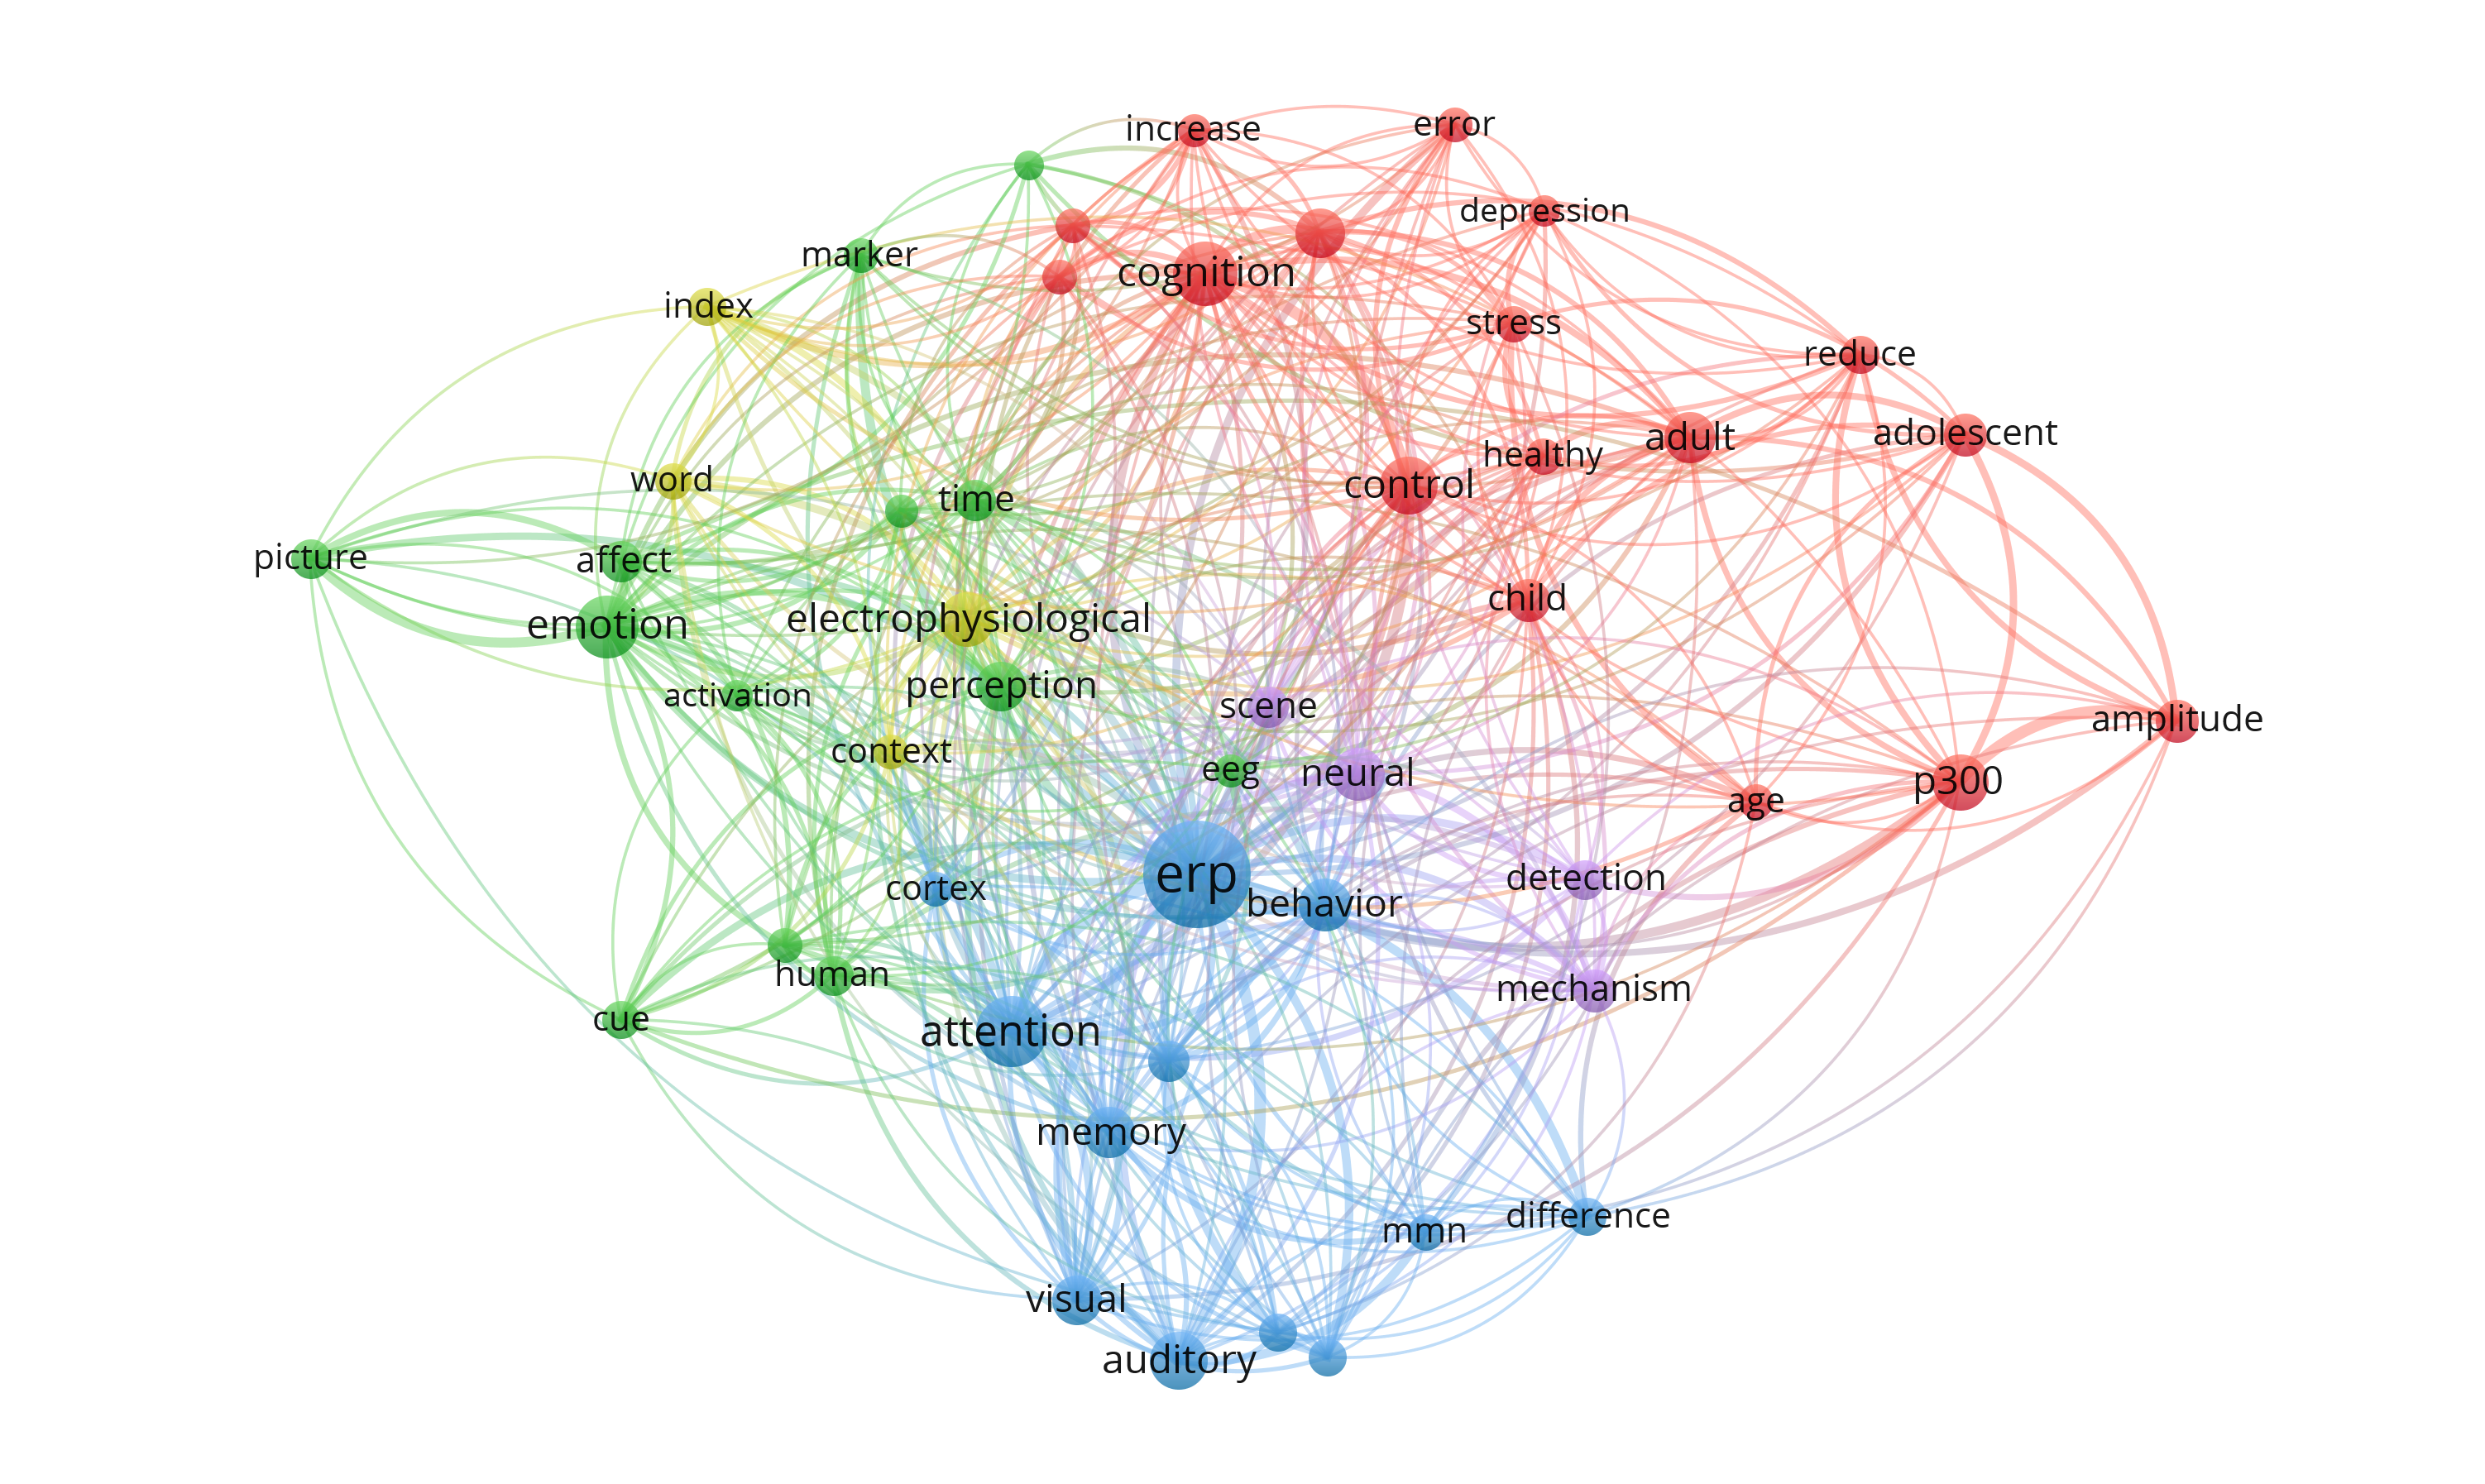 increase
error
depression
marker
cognition
index
stress
reduce
adolescent
adult
healthy
word
control
time
picture
affect
child
electrophysiological
emotion
perception
activation
scene
amplitude
context
eeg
neural
p300
age
erp
detection
cortex
behavior
human
mechanism
cue
attention
memory
difference
mmn
visual
auditory